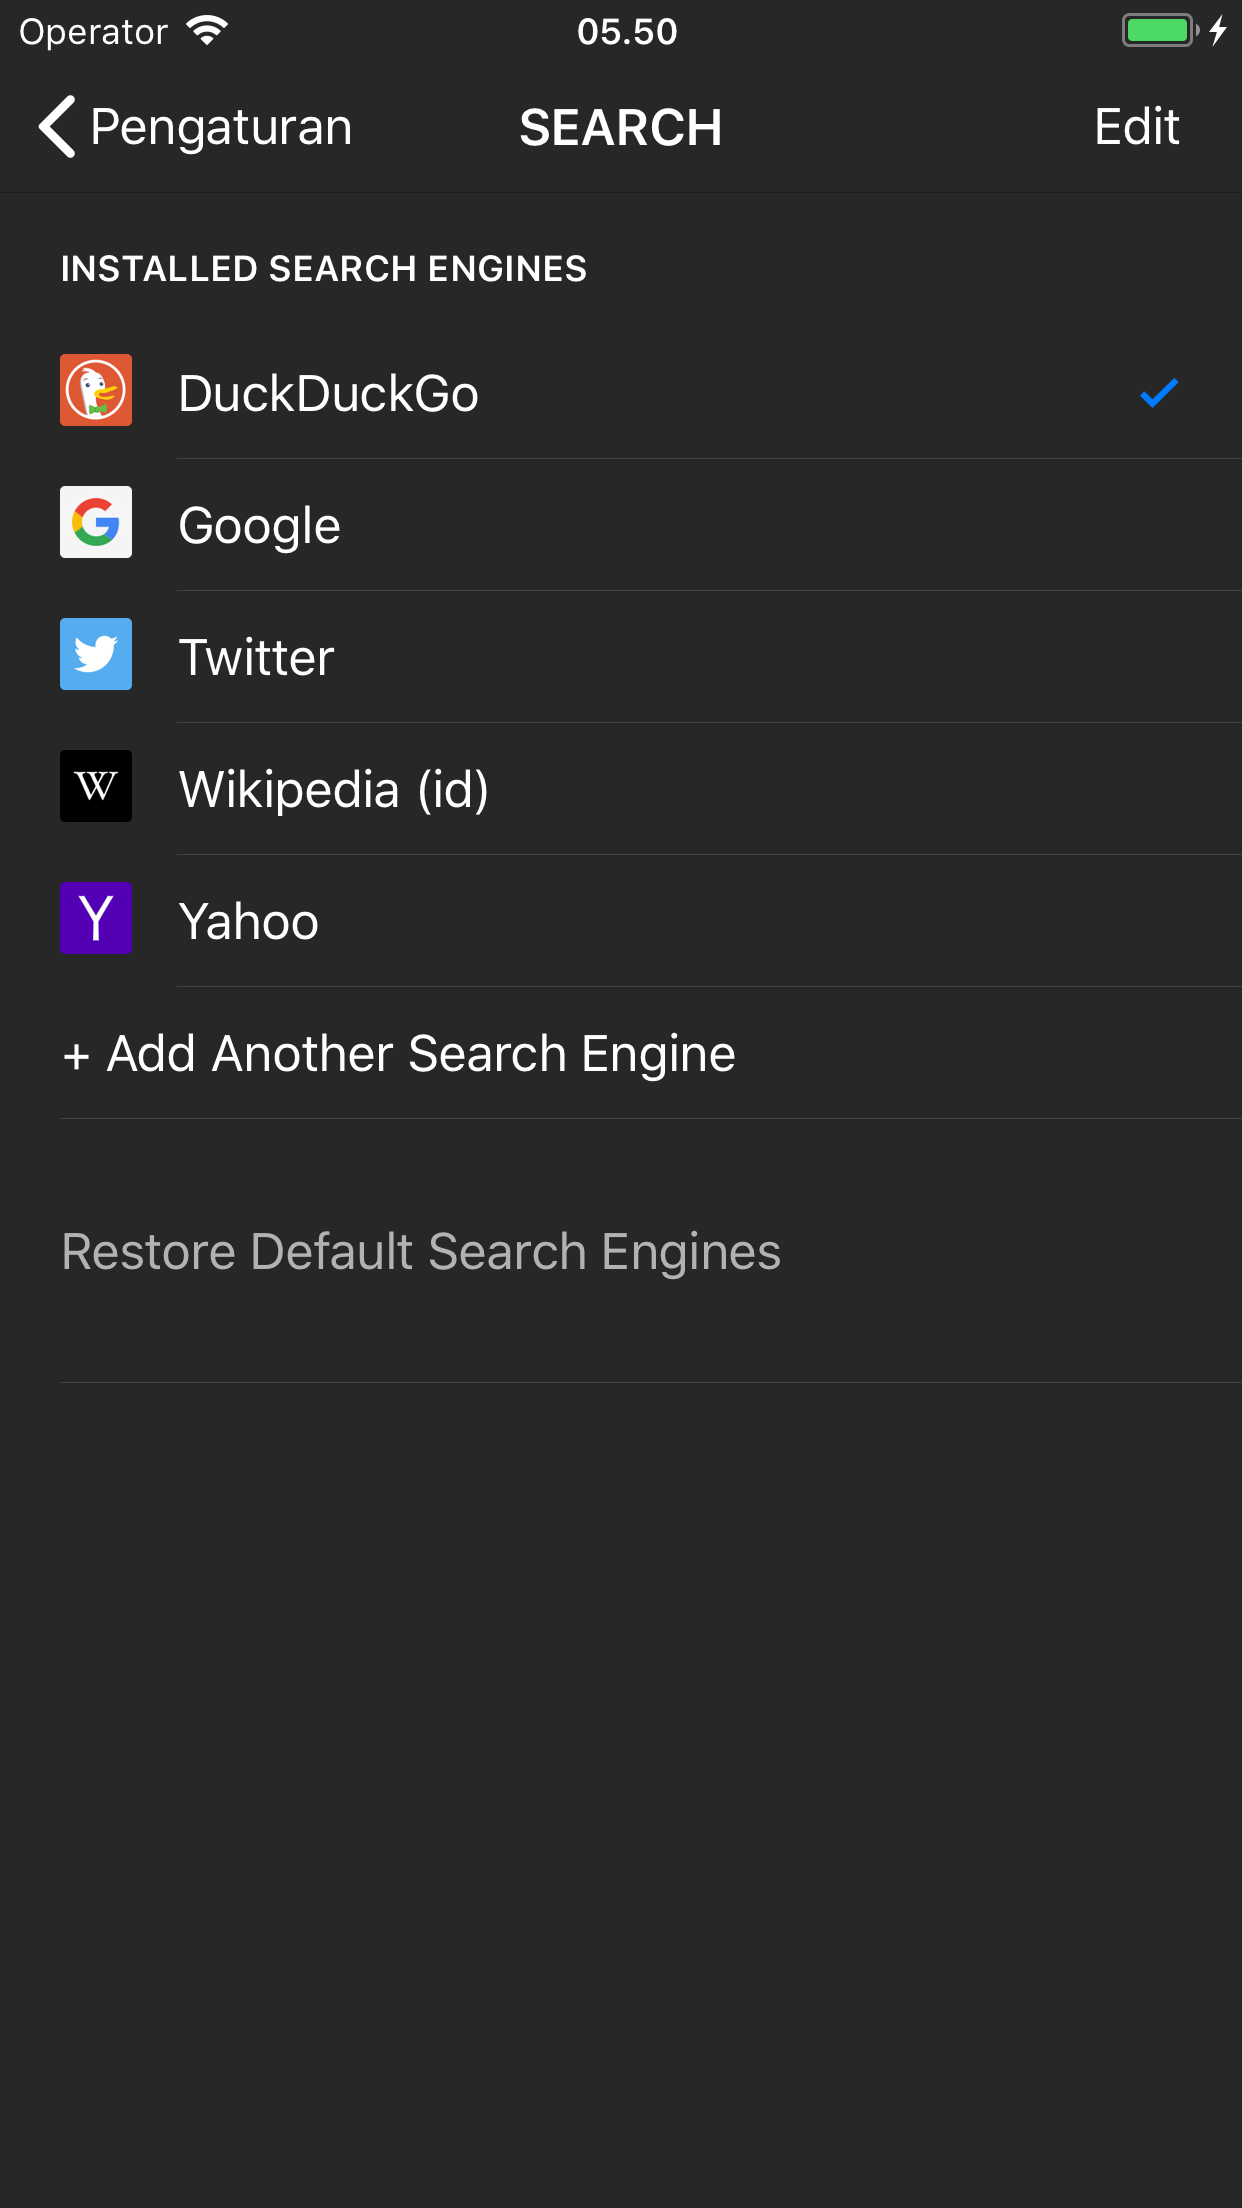 Operator
05.50
Pengaturan
SEARCH
Edit
INSTALLED SEARCH ENGINES
DuckDuckGo
Google
Twitter
W
Wikipedia (id)
Y
Yahoo
+ Add Another Search Engine
Restore Default Search Engines